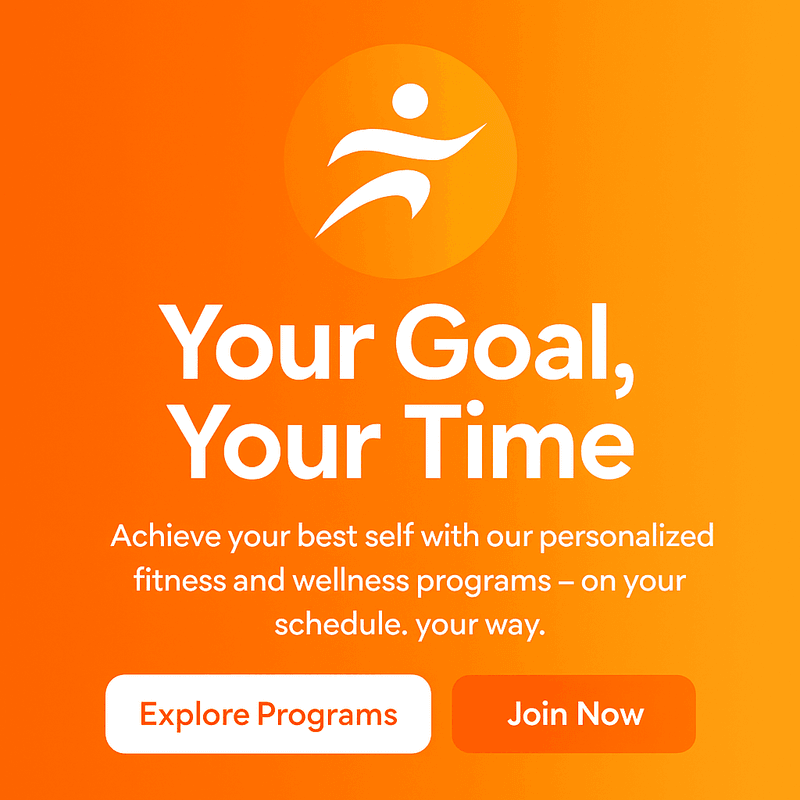 Your Goal,
Your Time
Achieve your best self with our personalized
fitness and wellness programs – on your
schedule. your way.
Explore Programs
Join Now